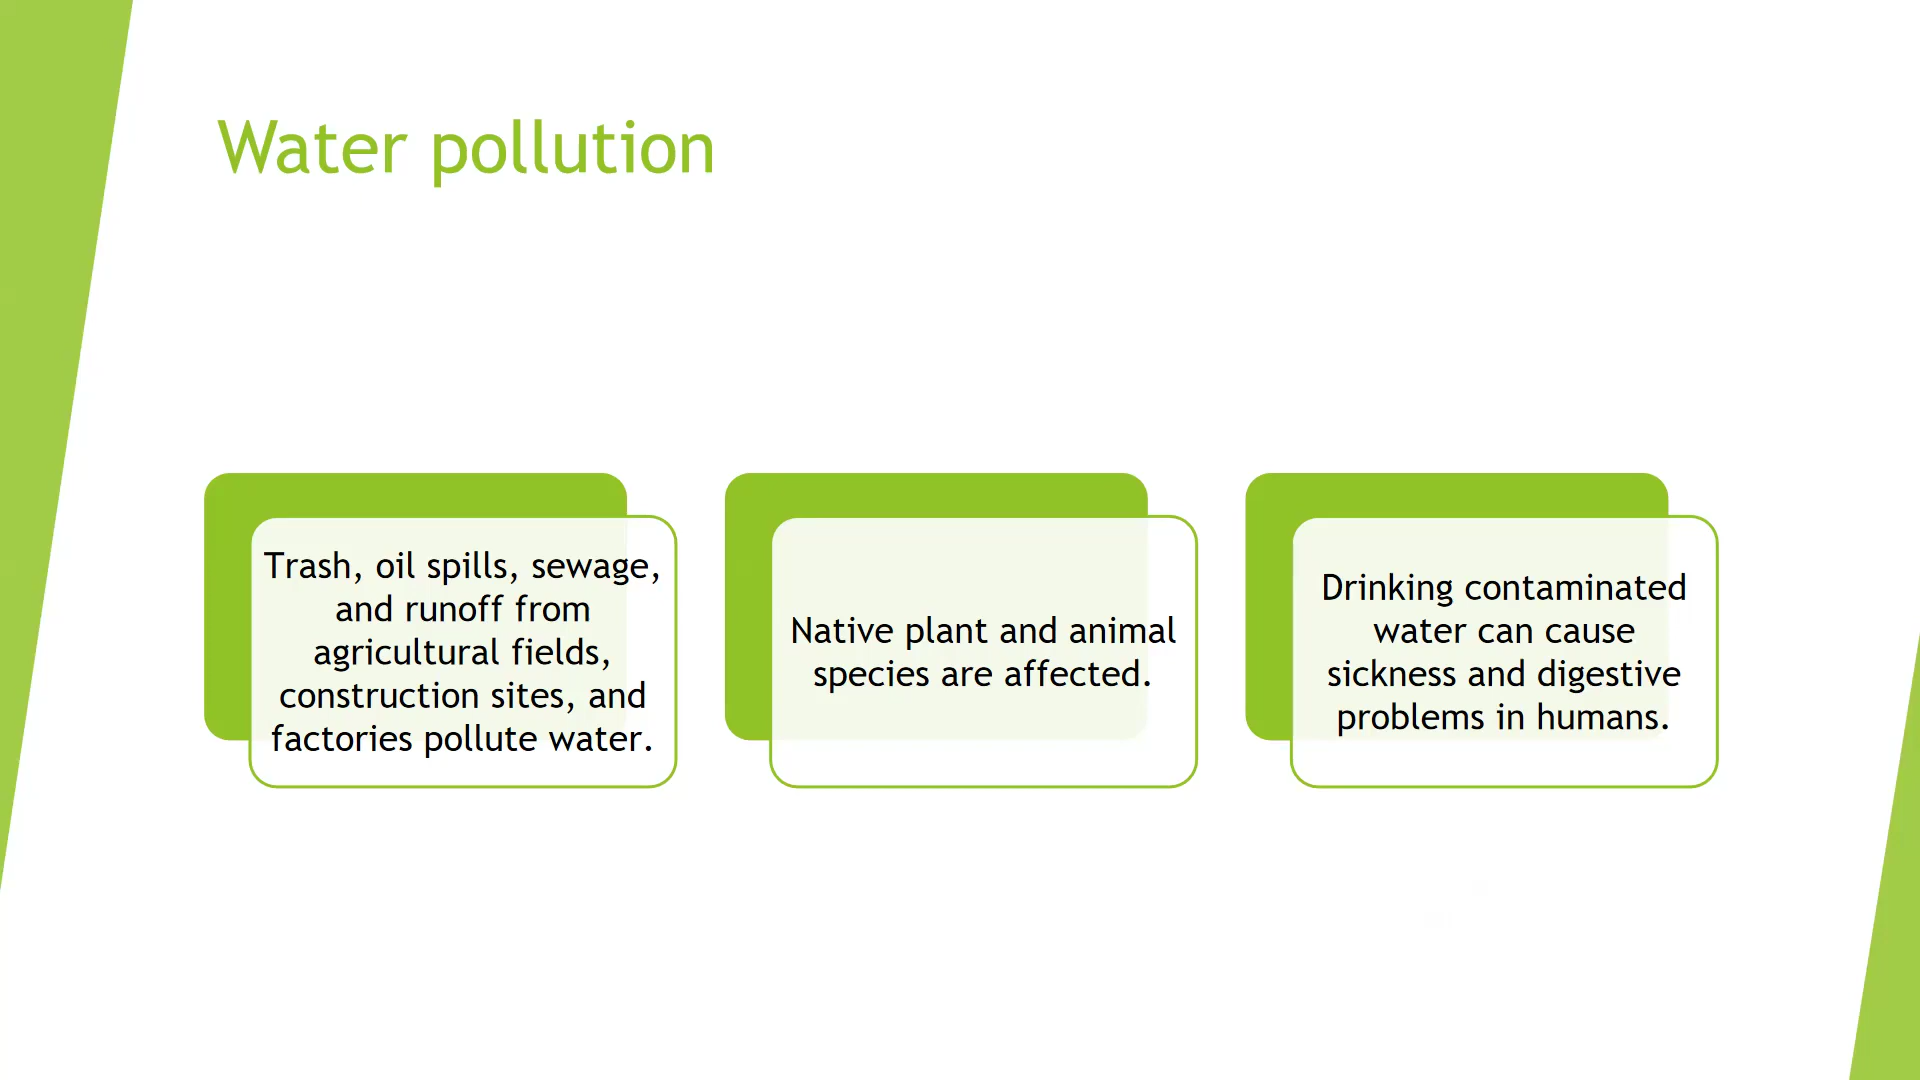 Water pollution
Trash, oil spills, sewage,
and runoff from
agricultural fields,
construction sites, and
factories pollute water.
Native plant and animal
species are affected.
Drinking contaminated
water can cause
sickness and digestive
problems in humans.